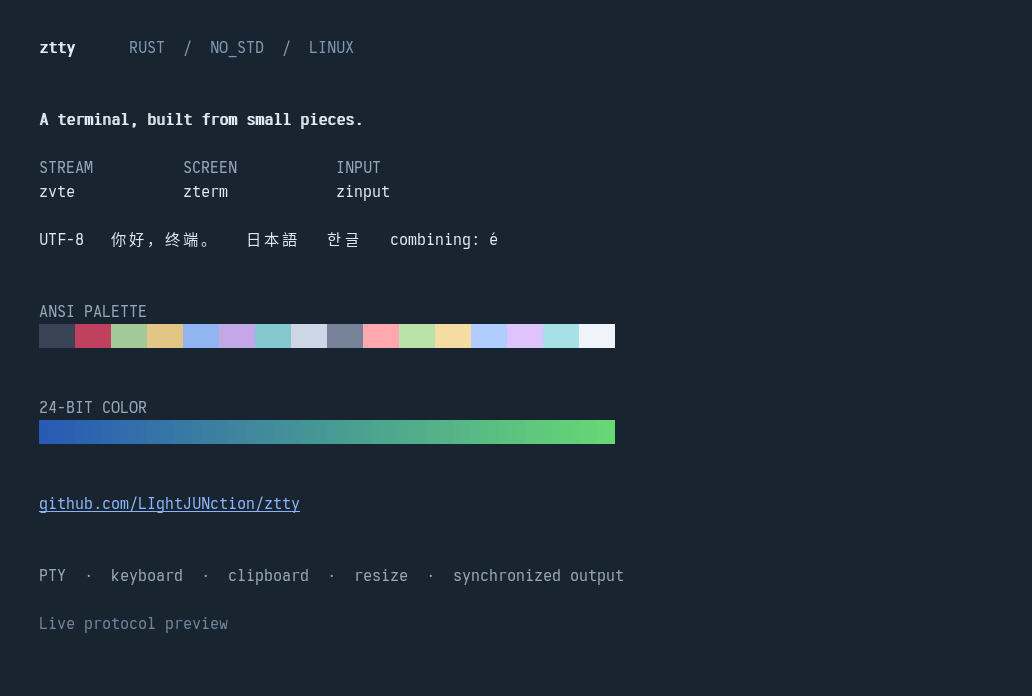 ztty RUST / NO_STD / LINUX
A terminal, built from small pieces.
STREAM SCREEN INPUT
zvte zterm zinput
UTF-8 你好，终端。 日本語 한글 combining: é
ANSI PALETTE
24-BIT COLOR
github.com/LIghtJUNction/ztty
PTY · keyboard · clipboard · resize · synchronized output
Live protocol preview